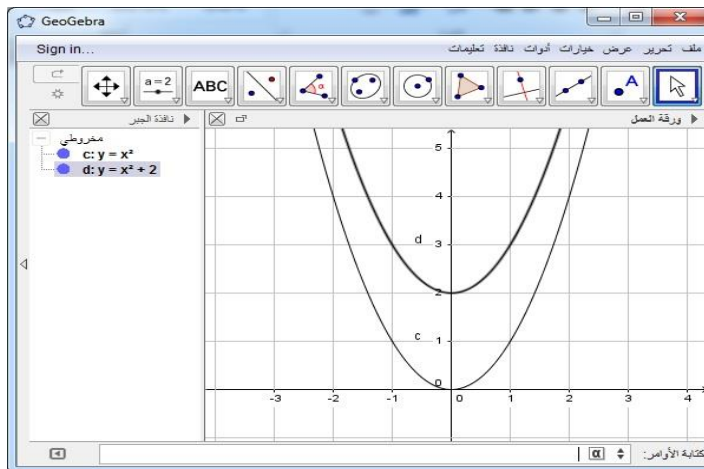 GeoGebra
Sign in...
ملف تحرير عرض خيارات أدوات نافذة تعليمات
a = 2
ABC
α
A
نافذة الجبر
ورقة العمل
مخروطي
c: y = x²
d: y = x² + 2
5
4
d 3
2
c 1
0
-3 -2 -1 0 1 2 3 4
كتابة الأوامر:
α